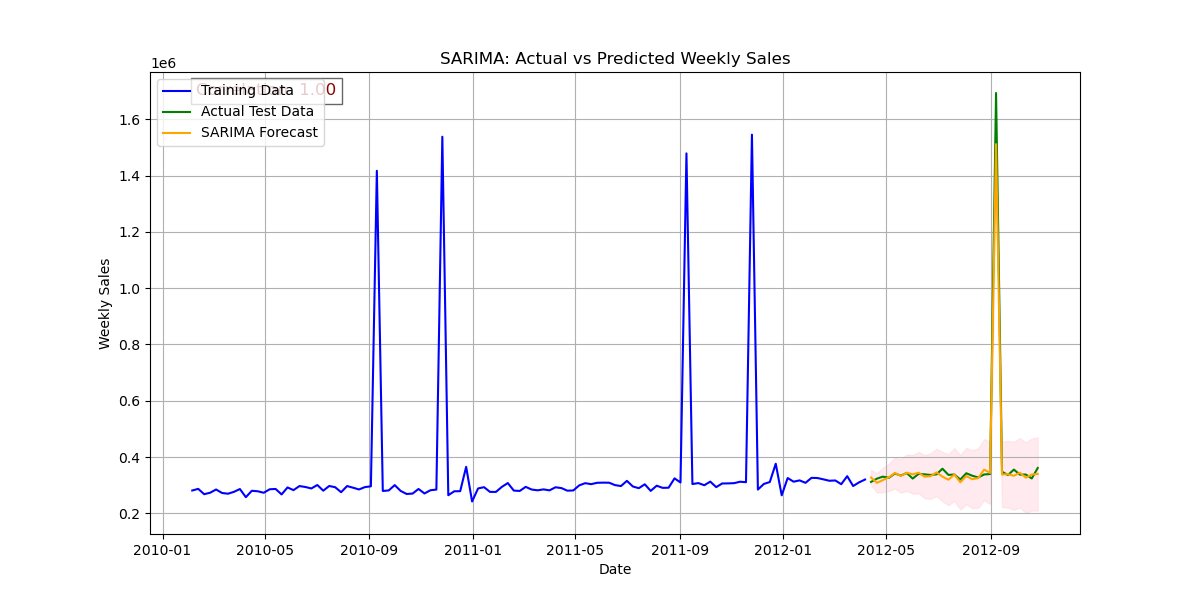 SARIMA: Actual vs Predicted Weekly Sales
1e6
1.00
Training Data
Actual Test Data
SARIMA Forecast
Weekly Sales
1.6
1.4
1.2
1.0
0.8
0.6
0.4
0.2
2010-01 2010-05 2010-09 2011-01 2011-05 2011-09 2012-01 2012-05 2012-09
Date